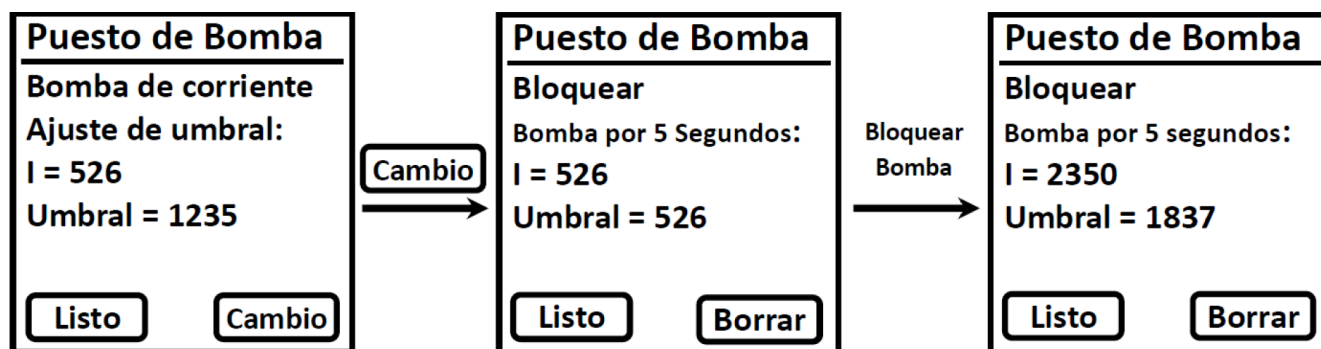 Puesto de Bomba
Bomba de corriente
Ajuste de umbral:
I = 526
Umbral = 1235
Listo
Cambio
Cambio
Puesto de Bomba
Bloquear
Bomba por 5 Segundos:
I = 526
Umbral = 526
Listo
Borrar
Bloquear
Bomba
Puesto de Bomba
Bloquear
Bomba por 5 segundos:
I = 2350
Umbral = 1837
Listo
Borrar